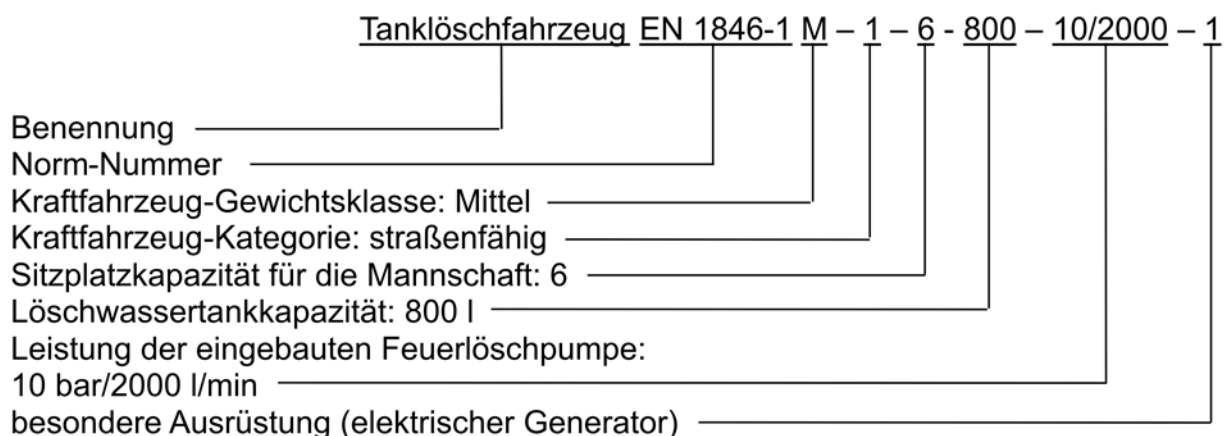 Tanklöschfahrzeug EN 1846-1 M – 1 – 6 - 800 – 10/2000 – 1
Benennung
Norm-Nummer
Kraftfahrzeug-Gewichtsklasse: Mittel
Kraftfahrzeug-Kategorie: straßenfähig
Sitzplatzkapazität für die Mannschaft: 6
Löschwassertankkapazität: 800 l
Leistung der eingebauten Feuerlöschpumpe:
10 bar/2000 l/min
besondere Ausrüstung (elektrischer Generator)